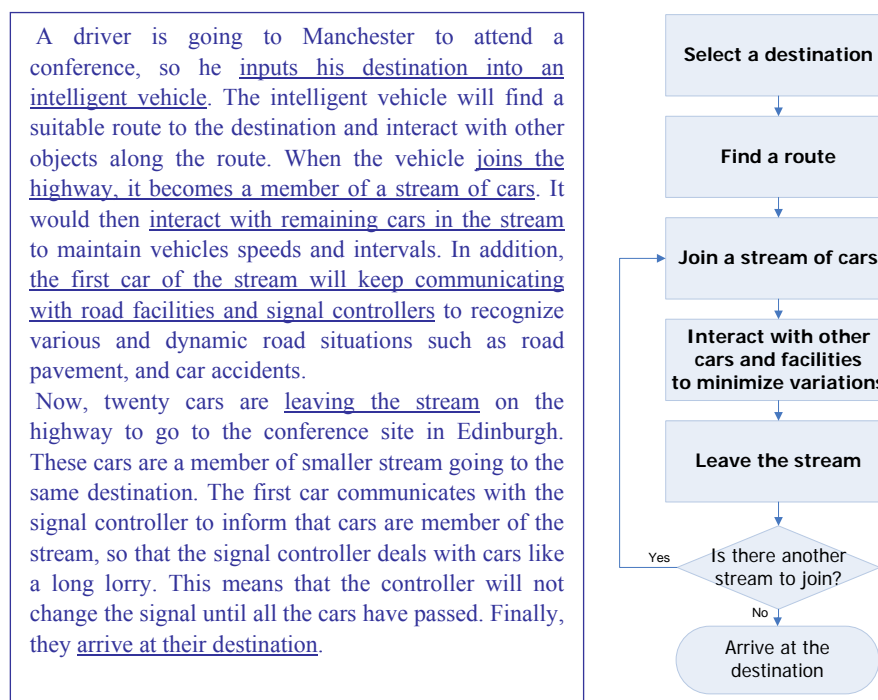 A driver is going to Manchester to attend a
conference, so he inputs his destination into an
intelligent vehicle. The intelligent vehicle will find a
suitable route to the destination and interact with other
objects along the route. When the vehicle joins the
highway, it becomes a member of a stream of cars. It
would then interact with remaining cars in the stream
to maintain vehicles speeds and intervals. In addition,
the first car of the stream will keep communicating
with road facilities and signal controllers to recognize
various and dynamic road situations such as road
pavement, and car accidents.
Now, twenty cars are leaving the stream on the
highway to go to the conference site in Edinburgh.
These cars are a member of smaller stream going to the
same destination. The first car communicates with the
signal controller to inform that cars are member of the
stream, so that the signal controller deals with cars like
a long lorry. This means that the controller will not
change the signal until all the cars have passed. Finally,
they arrive at their destination.
Select a destination
Find a route
Join a stream of cars
Interact with other
cars and facilities
to minimize variations
Leave the stream
Is there another
stream to join?
Yes
No
Arrive at the
destination